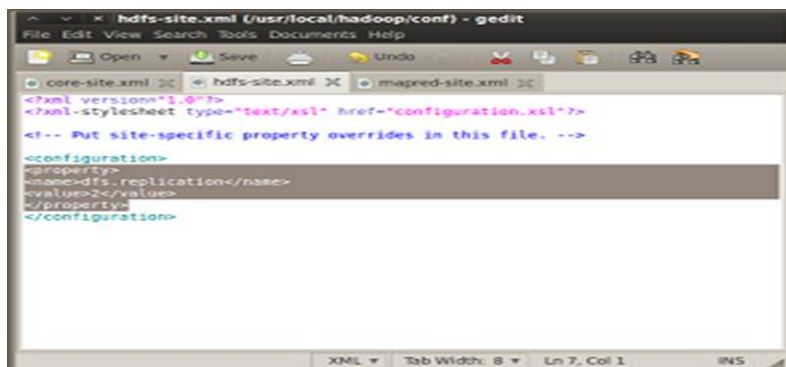 hdfs-site.xml (/usr/local/hadoop/conf) - gedit
File Edit View Search Tools Documents Help
Open Save Undo
core-site.xml hdfs-site.xml mapred-site.xml
<?xml version="1.0"?>
<?xml-stylesheet type="text/xsl" href="configuration.xsl"?>
<!-- Put site-specific property overrides in this file. -->
<configuration>
<property>
<name>dfs.replication</name>
<value>2</value>
</property>
</configuration>
XML Tab Width: 8 Ln 7, Col 1 INS